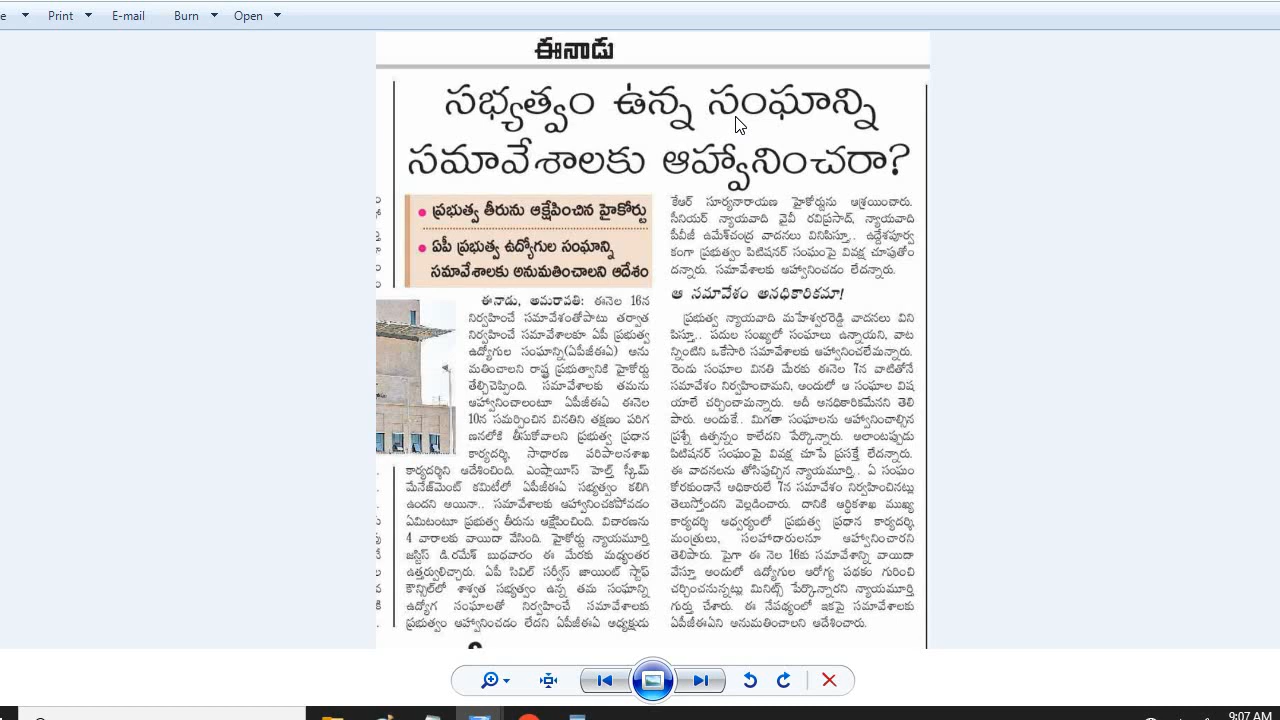 Print
E-mail
Burn
Open
ఈనాడు
సభ్యత్వం ఉన్న సంఘాన్ని
సమావేశాలకు ఆహ్వానించరా?
• ప్రభుత్వ తీరును ఆక్షేపించిన హైకోర్టు
• ఏపీ ప్రభుత్వ ఉద్యోగుల సంఘాన్ని
సమావేశాలకు అనుమతించాలని ఆదేశం
ఈనాడు, అమరావతి: ఈనెల 16న
నిర్వహించే సమావేశంతోపాటు తర్వాత
నిర్వహించే సమావేశాలకూ ఏపీ ప్రభుత్వ
ఉద్యోగుల సంఘాన్ని(ఏపీజీఈఏ) అను
మతించాలని రాష్ట్ర ప్రభుత్వానికి హైకోర్టు
తేల్చిచెప్పింది. సమావేశాలకు తమను
ఆహ్వానించాలంటూ ఏపీజీఈఏ ఈనెల
10న సమర్పించిన వినతిని తక్షణం పరిగ
ణనలోకి తీసుకోవాలని ప్రభుత్వ ప్రధాన
కార్యదర్శి, సాధారణ పరిపాలనశాఖ
కార్యదర్శిని ఆదేశించింది. ఎంప్లాయీస్ హెల్త్ స్కీమ్
మేనేజ్‌మెంట్ కమిటీలో ఏపీజీఈఏ సభ్యత్వం కలిగి
ఉందని అయినా.. సమావేశాలకు ఆహ్వానించకపోవడం
ఏమిటంటూ ప్రభుత్వ తీరును ఆక్షేపించింది. విచారణను
4 వారాలకు వాయిదా వేసింది. హైకోర్టు న్యాయమూర్తి
జస్టిస్ డి.రమేశ్ బుధవారం ఈ మేరకు మధ్యంతర
ఉత్తర్వులిచ్చారు. ఏపీ సివిల్ సర్వీస్ జాయింట్ స్టాఫ్
కౌన్సిల్‌లో శాశ్వత సభ్యత్వం ఉన్న తమ సంఘాన్ని
ఉద్యోగ సంఘాలతో నిర్వహించే సమావేశాలకు
ప్రభుత్వం ఆహ్వానించడం లేదని ఏపీజీఈఏ అధ్యక్షుడు
కేఆర్ సూర్యనారాయణ హైకోర్టును ఆశ్రయించారు.
సీనియర్ న్యాయవాది వైవీ రవిప్రసాద్, న్యాయవాది
పీవీజీ ఉమేశ్‌చంద్ర వాదనలు వినిపిస్తూ.. ఉద్దేశపూర్వ
కంగా ప్రభుత్వం పిటిషనర్ సంఘంపై వివక్ష చూపుతోం
దన్నారు. సమావేశాలకు ఆహ్వానించడం లేదన్నారు.
ఆ సమావేశం అనధికారికమా!
ప్రభుత్వ న్యాయవాది మహేశ్వరరెడ్డి వాదనలు విని
పిస్తూ.. పదుల సంఖ్యలో సంఘాలు ఉన్నాయని, వాట
న్నింటిని ఒకేసారి సమావేశాలకు ఆహ్వానించలేమన్నారు.
రెండు సంఘాల వినతి మేరకు ఈనెల 7న వాటితోనే
సమావేశం నిర్వహించామని, అందులో ఆ సంఘాల విష
యాలే చర్చించామన్నారు. అదీ అనధికారికమేనని తెలి
పారు. అందుకే.. మిగతా సంఘాలను ఆహ్వానించాల్సిన
ప్రశ్నే ఉత్పన్నం కాలేదని పేర్కొన్నారు. అలాంటప్పుడు
పిటిషనర్ సంఘంపై వివక్ష చూపే ప్రసక్తే లేదన్నారు.
ఈ వాదనలను తోసిపుచ్చిన న్యాయమూర్తి.. ఏ సంఘం
కోరకుండానే అధికారులే 7న సమావేశం నిర్వహించినట్లు
తెలుస్తోందని వెల్లడించారు. దానికి ఆర్థికశాఖ ముఖ్య
కార్యదర్శి ఆధ్వర్యంలో ప్రభుత్వ ప్రధాన కార్యదర్శి,
మంత్రులు, సలహాదారులనూ ఆహ్వానించారని
తెలిపారు. పైగా ఈ నెల 16కు సమావేశాన్ని వాయిదా
వేస్తూ అందులో ఉద్యోగుల ఆరోగ్య పథకం గురించి
చర్చించనున్నట్లు మినిట్స్ పేర్కొన్నారని న్యాయమూర్తి
గుర్తు చేశారు. ఈ నేపథ్యంలో ఇకపై సమావేశాలకు
ఏపీజీఈఏని అనుమతించాలని ఆదేశించారు.
9:07 AM